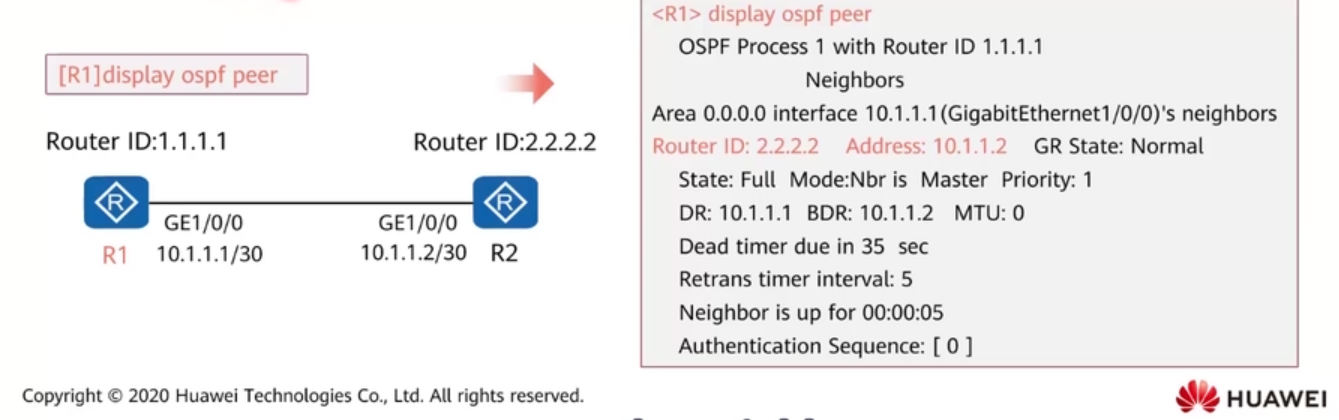 [R1]display ospf peer
Router ID:1.1.1.1
Router ID:2.2.2.2
R
R
GE1/0/0
GE1/0/0
R1
10.1.1.1/30
10.1.1.2/30
R2
<R1> display ospf peer
OSPF Process 1 with Router ID 1.1.1.1
Neighbors
Area 0.0.0.0 interface 10.1.1.1(GigabitEthernet1/0/0)'s neighbors
Router ID: 2.2.2.2 Address: 10.1.1.2 GR State: Normal
State: Full Mode:Nbr is Master Priority: 1
DR: 10.1.1.1 BDR: 10.1.1.2 MTU: 0
Dead timer due in 35 sec
Retrans timer interval: 5
Neighbor is up for 00:00:05
Authentication Sequence: [ 0 ]
Copyright © 2020 Huawei Technologies Co., Ltd. All rights reserved.
HUAWEI